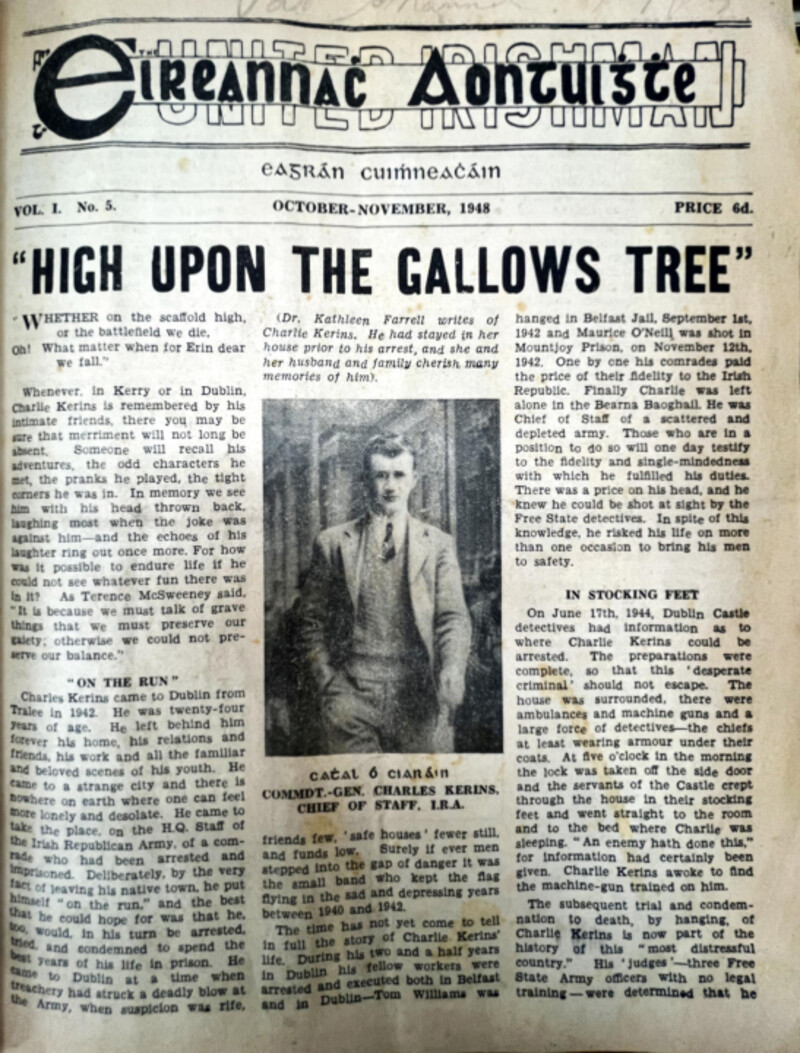 THE UNITED IRISHMAN
Éireannaċ Aontuiġṫe
eagrán cuiṁneaċáin
VOL. I. No. 5.
OCTOBER-NOVEMBER, 1948
PRICE 6d.
"HIGH UPON THE GALLOWS TREE"
"WHETHER on the scaffold high,
or the battlefield we die,
Oh! What matter when for Erin dear
we fall."
Whenever, in Kerry or in Dublin,
Charlie Kerins is remembered by his
intimate friends, there you may be
sure that merriment will not long be
absent. Someone will recall his
adventures, the odd characters he
met, the pranks he played, the tight
corners he was in. In memory we see
him with his head thrown back,
laughing most when the joke was
against him—and the echoes of his
laughter ring out once more. For how
was it possible to endure life if he
could not see whatever fun there was
in it? As Terence McSweeney said,
"It is because we must talk of grave
things that we must preserve our
gaiety; otherwise we could not pre-
serve our balance."
"ON THE RUN"
Charles Kerins came to Dublin from
Tralee in 1942. He was twenty-four
years of age. He left behind him
forever his home, his relations and
friends, his work and all the familiar
and beloved scenes of his youth. He
came to a strange city and there is
nowhere on earth where one can feel
more lonely and desolate. He came to
take the place, on the H.Q. Staff of
the Irish Republican Army, of a com-
rade who had been arrested and
imprisoned. Deliberately, by the very
fact of leaving his native town, he put
himself "on the run," and the best
that he could hope for was that he,
too, would, in his turn be arrested,
tried, and condemned to spend the
best years of his life in prison. He
came to Dublin at a time when
treachery had struck a deadly blow at
the Army, when suspicion was rife,
(Dr. Kathleen Farrell writes of
Charlie Kerins. He had stayed in her
house prior to his arrest, and she and
her husband and family cherish many
memories of him).
Caṫal Ó Ciaráin
COMMDT.-GEN. CHARLES KERINS,
CHIEF OF STAFF, I.R.A.
friends few, 'safe houses' fewer still,
and funds low. Surely if ever men
stepped into the gap of danger it was
the small band who kept the flag
flying in the sad and depressing years
between 1940 and 1942.
The time has not yet come to tell
in full the story of Charlie Kerins'
life. During his two and a half years
in Dublin his fellow workers were
arrested and executed both in Belfast
and in Dublin—Tom Williams was
hanged in Belfast Jail, September 1st,
1942 and Maurice O'Neill was shot in
Mountjoy Prison, on November 12th,
1942. One by one his comrades paid
the price of their fidelity to the Irish
Republic. Finally Charlie was left
alone in the Bearna Baoghail. He was
Chief of Staff of a scattered and
depleted army. Those who are in a
position to do so will one day testify
to the fidelity and single-mindedness
with which he fulfilled his duties.
There was a price on his head, and he
knew he could be shot at sight by the
Free State detectives. In spite of this
knowledge, he risked his life on more
than one occasion to bring his men
to safety.
IN STOCKING FEET
On June 17th, 1944, Dublin Castle
detectives had information as to
where Charlie Kerins could be
arrested. The preparations were
complete, so that this 'desperate
criminal' should not escape. The
house was surrounded, there were
ambulances and machine guns and a
large force of detectives—the chiefs
at least wearing armour under their
coats. At five o'clock in the morning
the lock was taken off the side door
and the servants of the Castle crept
through the house in their stocking
feet and went straight to the room
and to the bed where Charlie was
sleeping. "An enemy hath done this,"
for information had certainly been
given. Charlie Kerins awoke to find
the machine-gun trained on him.
The subsequent trial and condem-
nation to death, by hanging, of
Charlie Kerins is now part of the
history of this "most distressful
country." His 'judges'—three Free
State Army officers with no legal
training—were determined that he